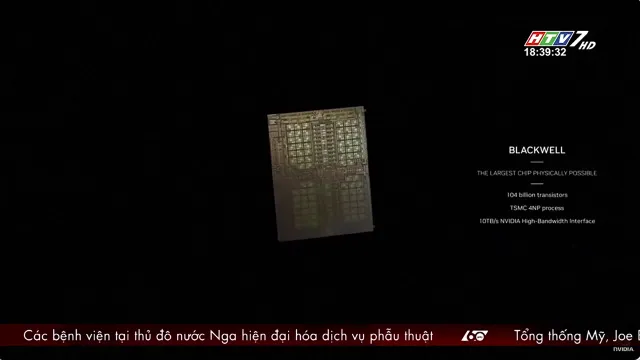 HTV7 HD
18:39:32
BLACKWELL
THE LARGEST CHIP PHYSICALLY POSSIBLE
104 billion transistors
TSMC 4NP process
10TB/s NVIDIA High-Bandwidth Interface
Các bệnh viện tại thủ đô nước Nga hiện đại hóa dịch vụ phẫu thuật
Tổng thống Mỹ, Joe
NVIDIA